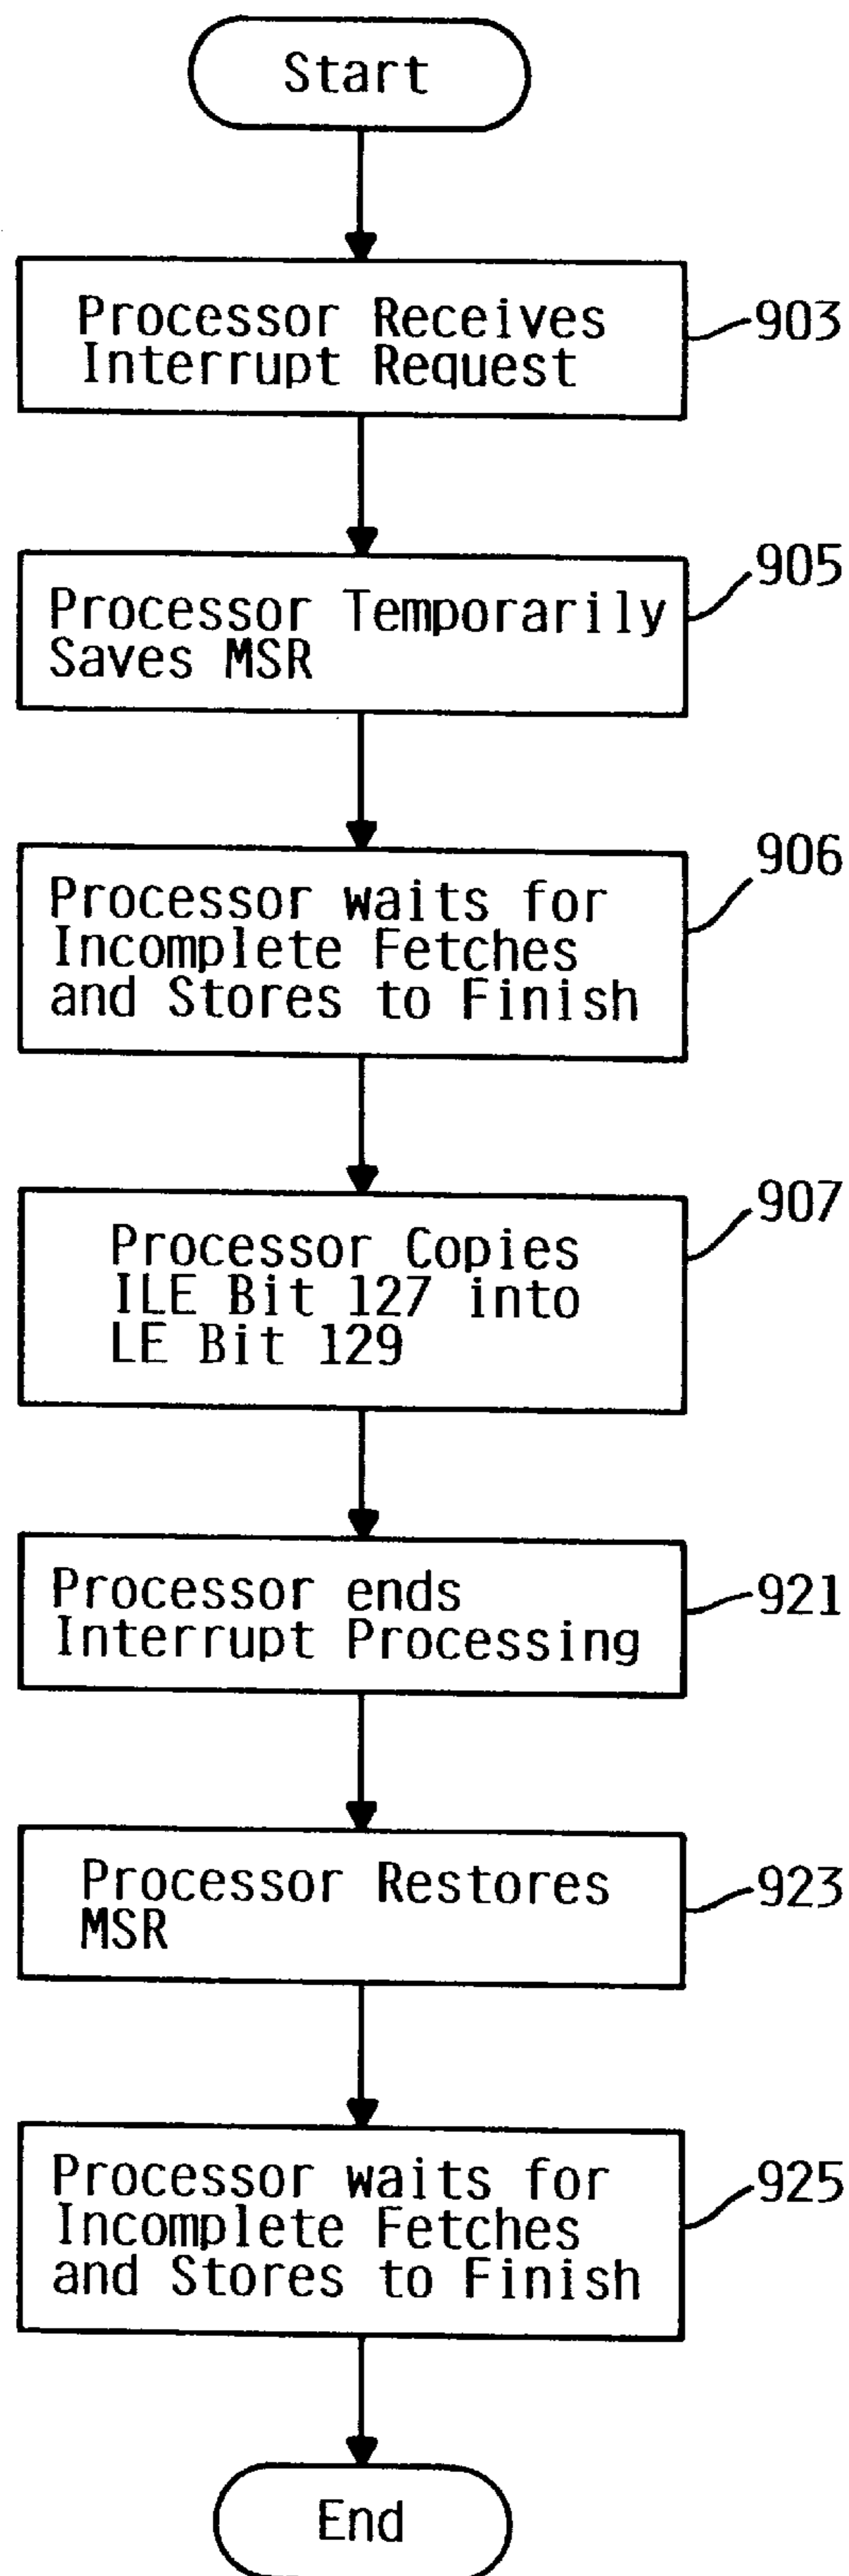 Start
Processor Receives
Interrupt Request
903
Processor Temporarily
Saves MSR
905
Processor waits for
Incomplete Fetches
and Stores to Finish
906
Processor Copies
ILE Bit 127 into
LE Bit 129
907
Processor ends
Interrupt Processing
921
Processor Restores
MSR
923
Processor waits for
Incomplete Fetches
and Stores to Finish
925
End